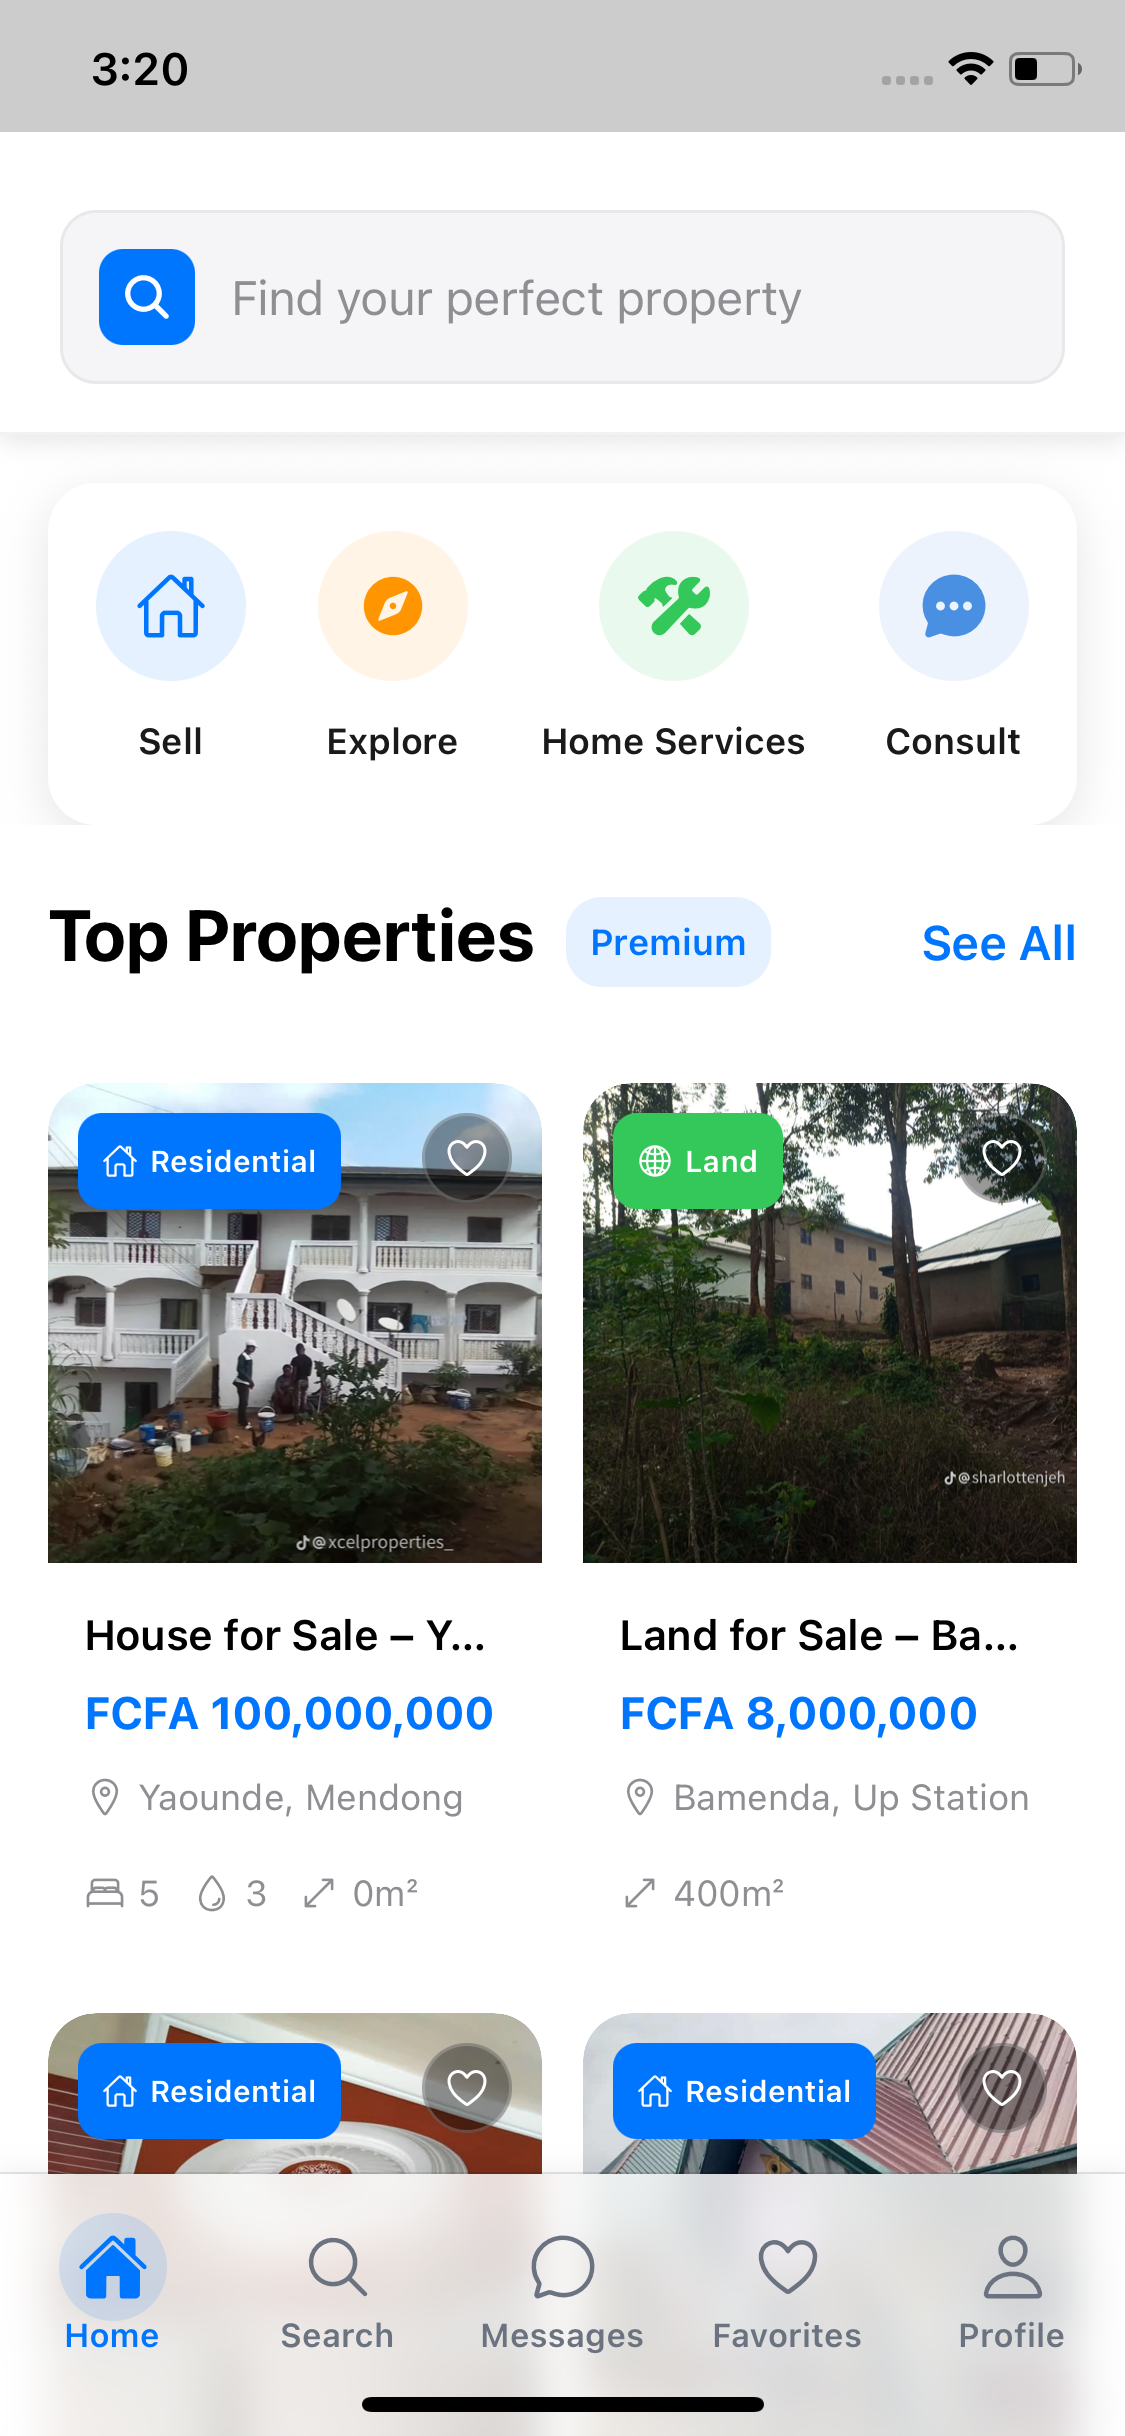 3:20
Find your perfect property
Sell
Explore
Home Services
Consult
Top Properties
Premium
See All
Residential
Land
@xcelproperties_
@sharlottenjeh
House for Sale – Y...
Land for Sale – Ba...
FCFA 100,000,000
FCFA 8,000,000
Yaounde, Mendong
Bamenda, Up Station
5 3 0m²
400m²
Residential
Residential
Home
Search
Messages
Favorites
Profile